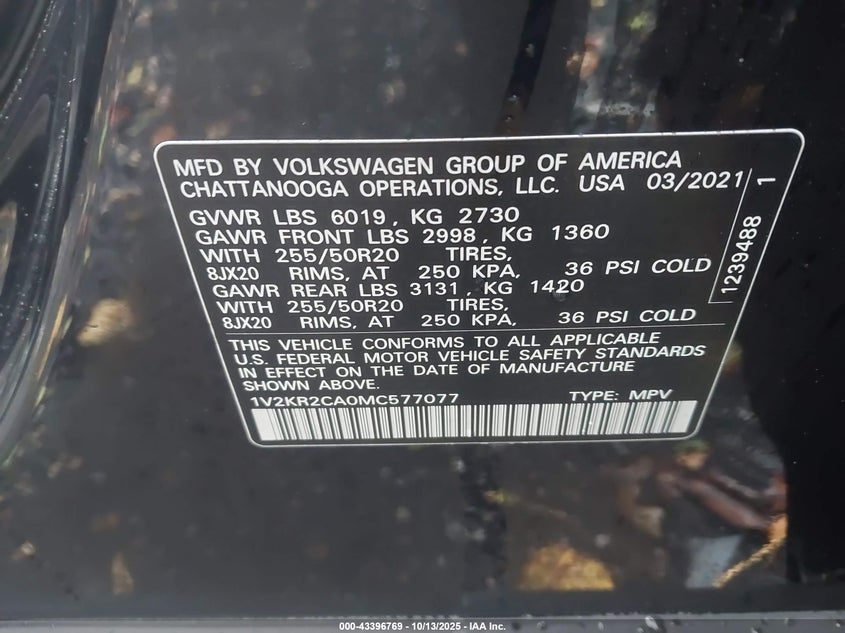 MFD BY VOLKSWAGEN GROUP OF AMERICA
CHATTANOOGA OPERATIONS, LLC. USA 03/2021
GVWR LBS 6019, KG 2730
GAWR FRONT LBS 2998, KG 1360
WITH 255/50R20 TIRES,
8JX20 RIMS, AT 250 KPA, 36 PSI COLD
GAWR REAR LBS 3131, KG 1420
WITH 255/50R20 TIRES,
8JX20 RIMS, AT 250 KPA, 36 PSI COLD
1239488 1
THIS VEHICLE CONFORMS TO ALL APPLICABLE
U.S. FEDERAL MOTOR VEHICLE SAFETY STANDARDS
IN EFFECT ON THE DATE OF MANUFACTURE
SHOWN ABOVE.
1V2KR2CA0MC577077 TYPE: MPV
000-43396769 - 10/13/2025 - IAA Inc.